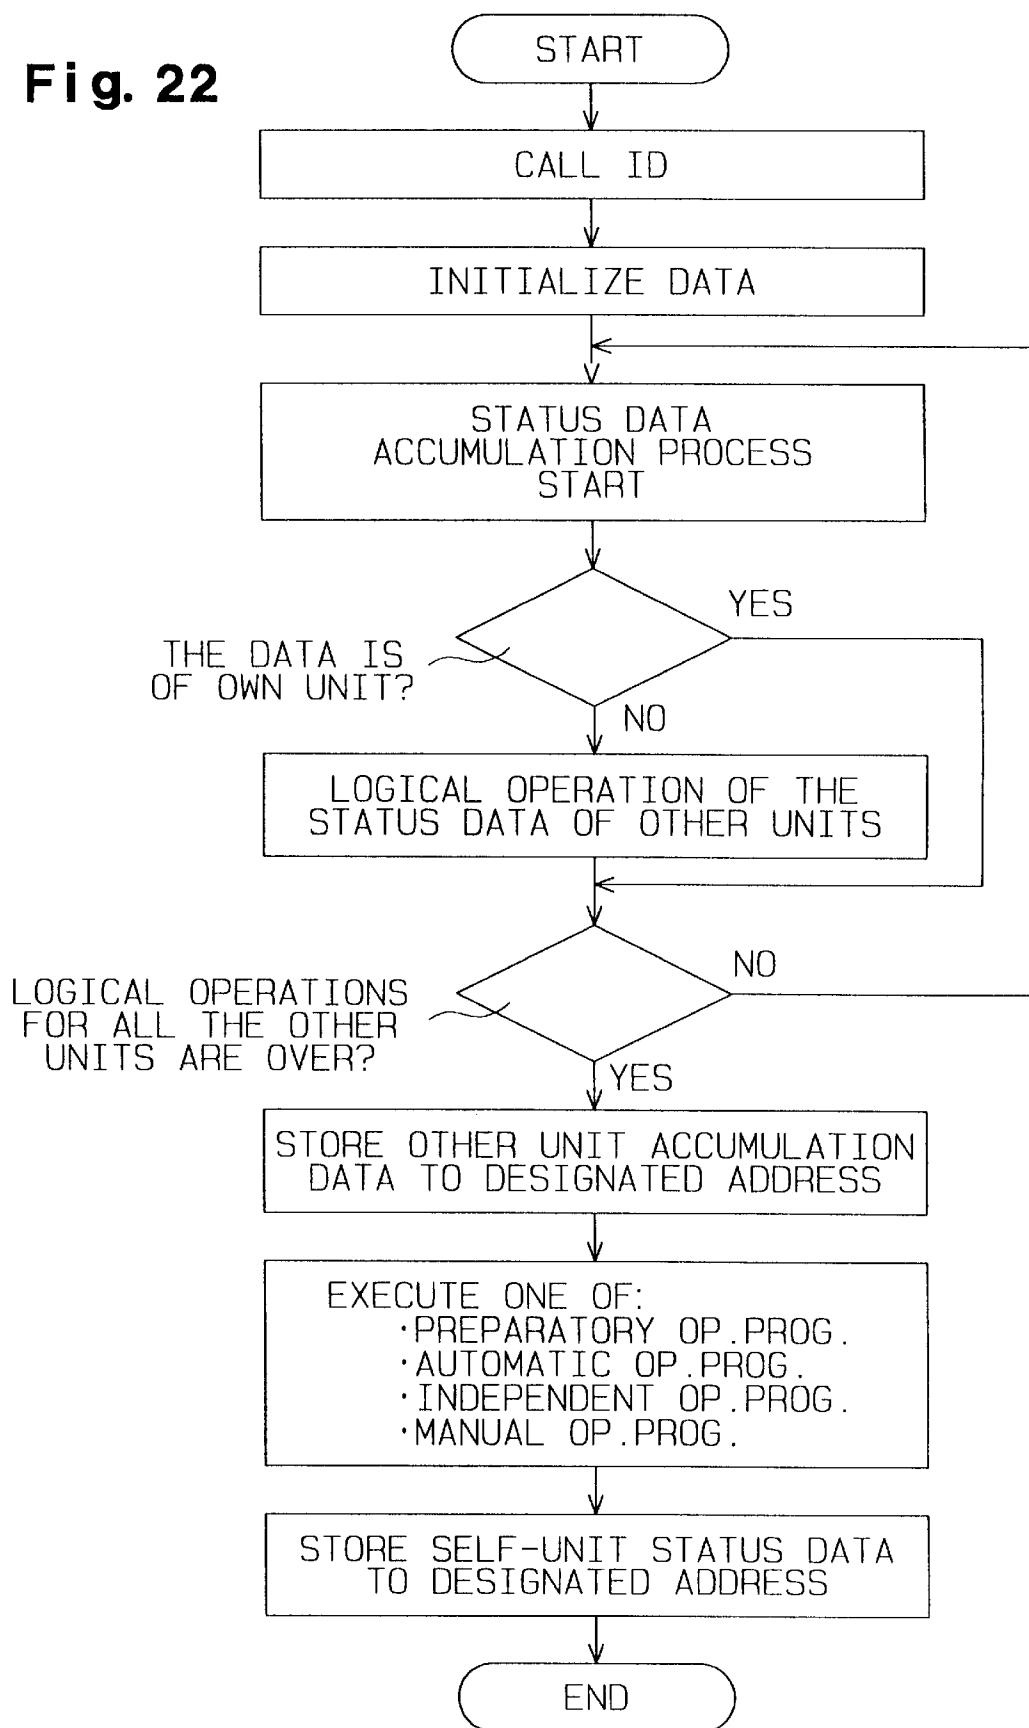 START
Fig. 22
CALL ID
INITIALIZE DATA
STATUS DATA
ACCUMULATION PROCESS
START
YES
THE DATA IS
OF OWN UNIT?
NO
LOGICAL OPERATION OF THE
STATUS DATA OF OTHER UNITS
NO
LOGICAL OPERATIONS
FOR ALL THE OTHER
UNITS ARE OVER?
YES
STORE OTHER UNIT ACCUMULATION
DATA TO DESIGNATED ADDRESS
EXECUTE ONE OF:
·PREPARATORY OP.PROG.
·AUTOMATIC OP.PROG.
·INDEPENDENT OP.PROG.
·MANUAL OP.PROG.
STORE SELF-UNIT STATUS DATA
TO DESIGNATED ADDRESS
END